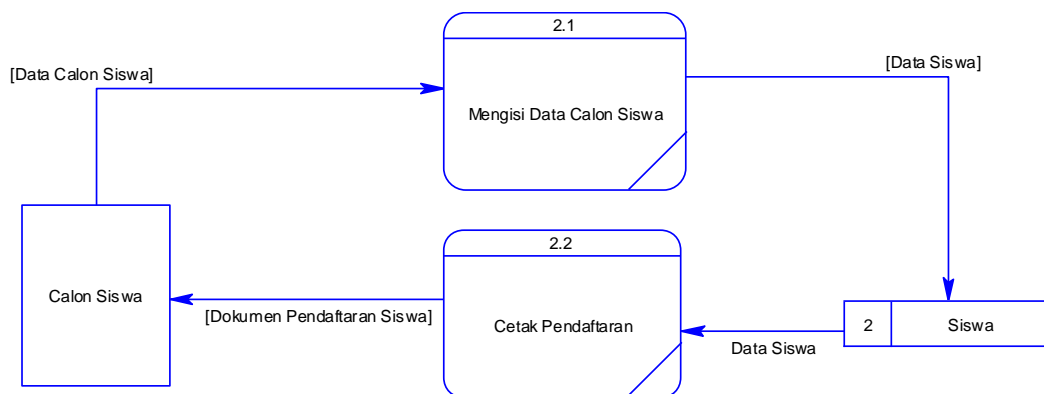 2.1
[Data Calon Siswa]
[Data Siswa]
Mengisi Data Calon Siswa
2.2
Calon Siswa
[Dokumen Pendaftaran Siswa]
Cetak Pendaftaran
Data Siswa
2
Siswa